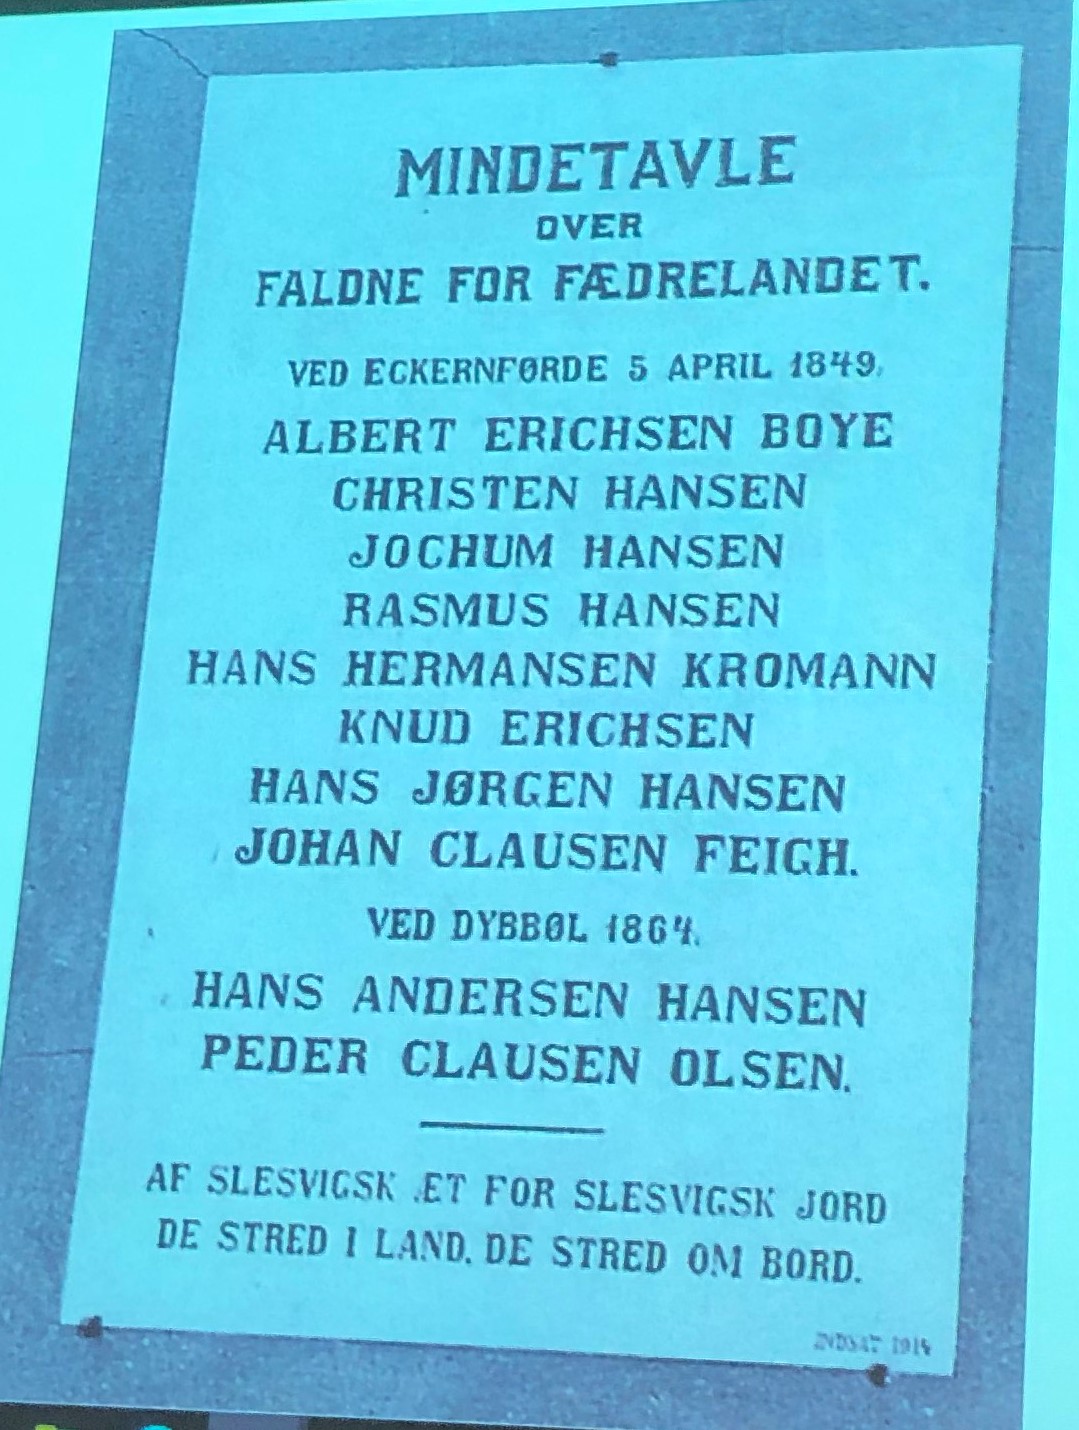 MINDETAVLE
OVER
FALDNE FOR FÆDRELANDET.
VED ECKERNFØRDE 5 APRIL 1849.
ALBERT ERICHSEN BOYE
CHRISTEN HANSEN
JOCHUM HANSEN
RASMUS HANSEN
HANS HERMANSEN KROMANN
KNUD ERICHSEN
HANS JØRGEN HANSEN
JOHAN CLAUSEN FEIGH.
VED DYBBØL 1864.
HANS ANDERSEN HANSEN
PEDER CLAUSEN OLSEN.
AF SLESVIGSK ÆT FOR SLESVIGSK JORD
DE STRED I LAND. DE STRED OM BORD.
INDSAT 1914